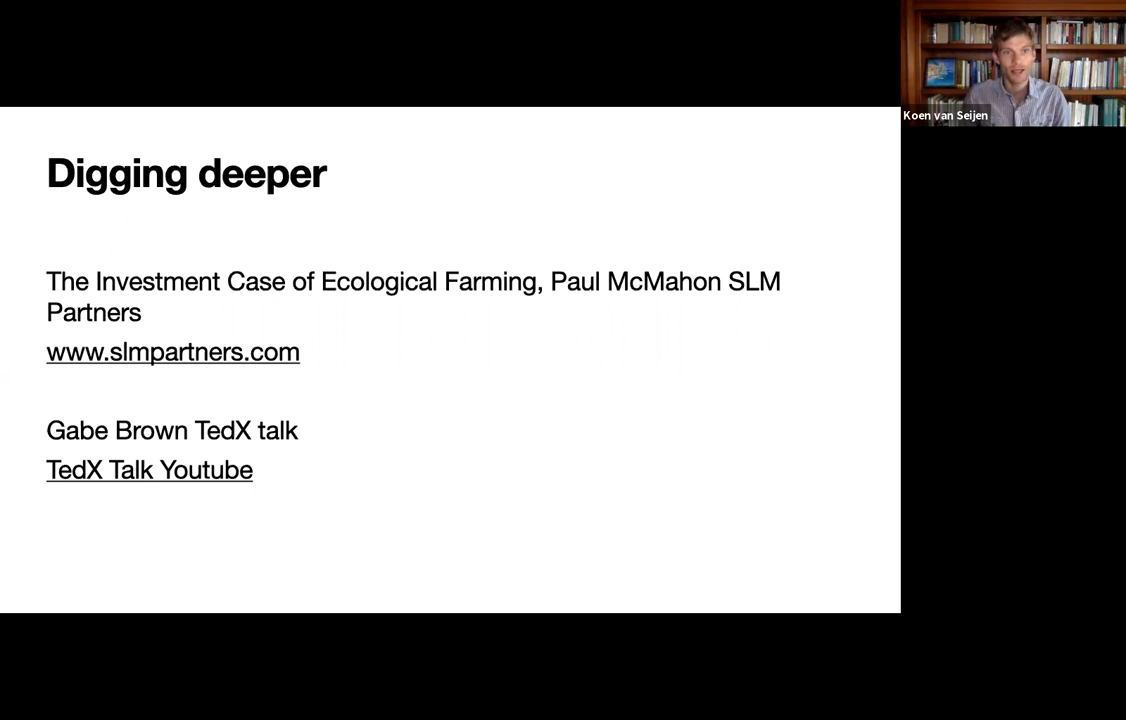 Koen van Seijen
Digging deeper
The Investment Case of Ecological Farming, Paul McMahon SLM
Partners
www.slmpartners.com
Gabe Brown TedX talk
TedX Talk Youtube